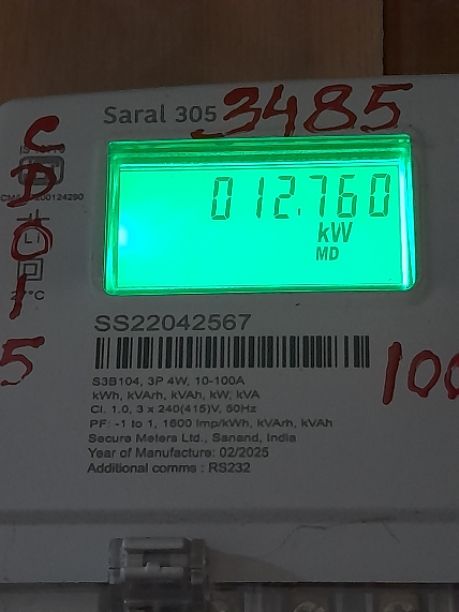 Saral 305 3485
CDO15
012.760
kW
MD
SS22042567
S3B104, 3P 4W, 10-100A
kWh, kVArh, kVAh, kW, kVA
Cl. 1.0, 3 x 240(415)V, 50Hz
PF: -1 to 1, 1600 Imp/kWh, kVArh, kVAh
Secure Meters Ltd., Sanand, India
Year of Manufacture: 02/2025
Additional comms : RS232